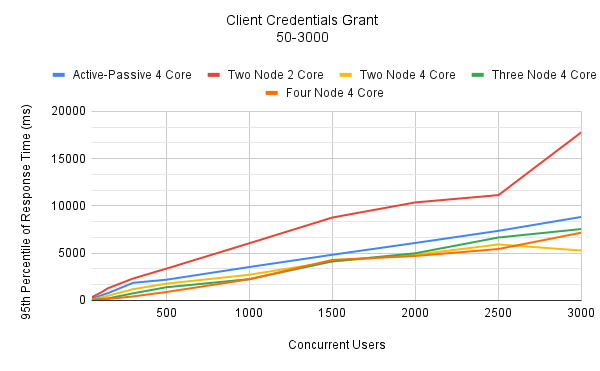 Client Credentials Grant
50-3000
Active-Passive 4 Core Two Node 2 Core Two Node 4 Core Three Node 4 Core
Four Node 4 Core
95th Percentile of Response Time (ms)
20000
15000
10000
5000
0
500 1000 1500 2000 2500 3000
Concurrent Users